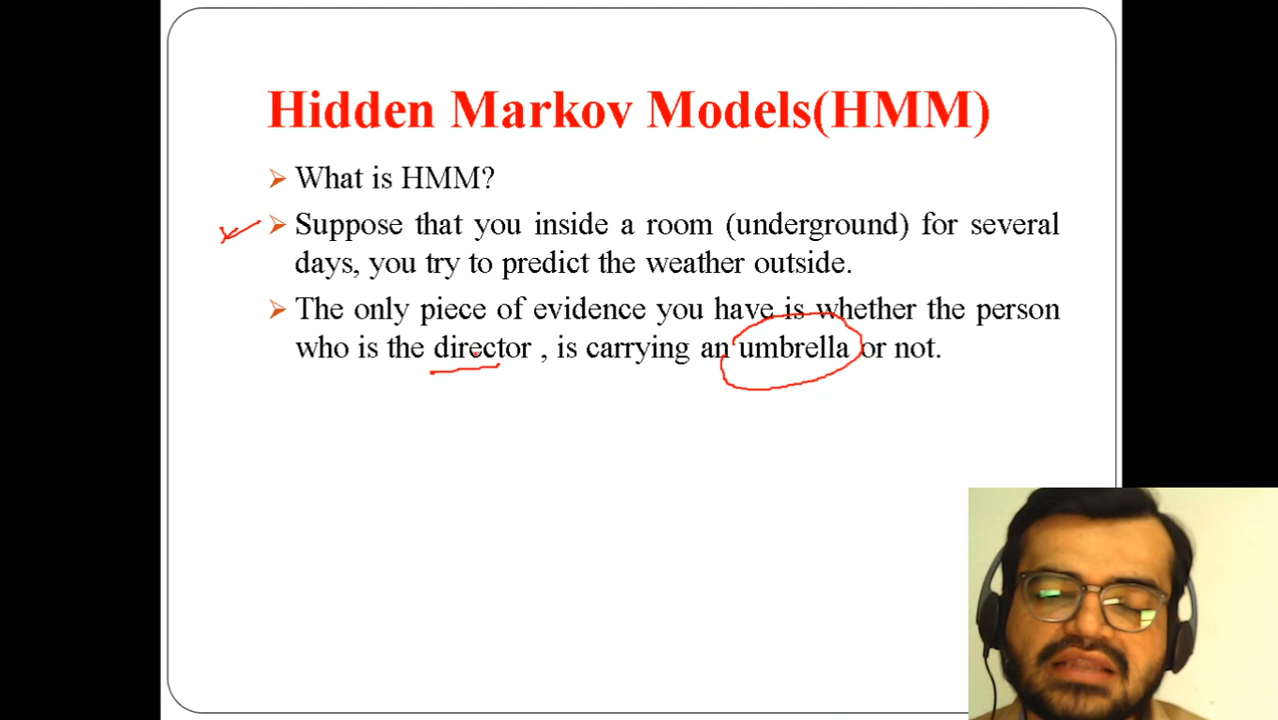 Hidden Markov Models(HMM)
What is HMM?
Suppose that you inside a room (underground) for several
days, you try to predict the weather outside.
The only piece of evidence you have is whether the person
who is the director , is carrying an umbrella or not.